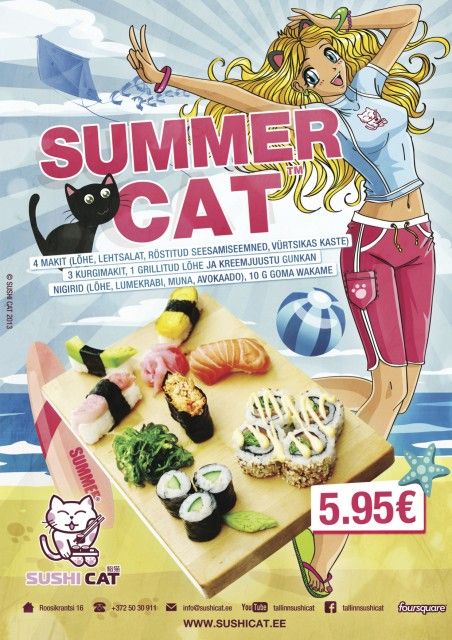 SUMMER
CAT™
4 MAKIT (LÕHE, LEHTSALAT, RÖSTITUD SEESAMISEEMNED, VÜRTSIKAS KASTE)
3 KURGIMAKIT, 1 GRILLITUD LÕHE JA KREEMJUUSTU GUNKAN
NIGIRID (LÕHE, LUMEKRABI, MUNA, AVOKAADO), 10 G GOMA WAKAME
© SUSHI CAT 2013
SUMMER
5.95€
SUSHI CAT
Roosikrantsi 16
+372 50 30 911
info@sushicat.ee
YouTube tallinnsushicat
f tallinnsushicat
foursquare
WWW.SUSHICAT.EE